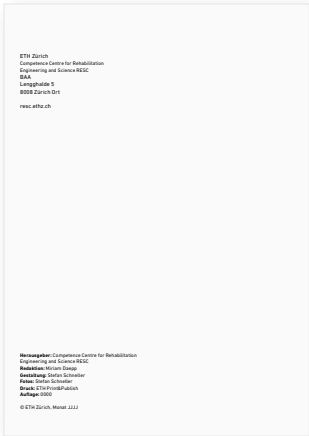 ETH Zürich
Competence Centre for Rehabilitation
Engineering and Science RESC
BAA
Lengghalde 5
8008 Zürich Ort
resc.ethz.ch
Herausgeber: Competence Centre for Rehabilitation
Engineering and Science RESC
Redaktion: Miriam Daepp
Gestaltung: Stefan Schneller
Fotos: Stefan Schneller
Druck: ETH Print&Publish
Auflage: 0000
© ETH Zürich, Monat JJJJ